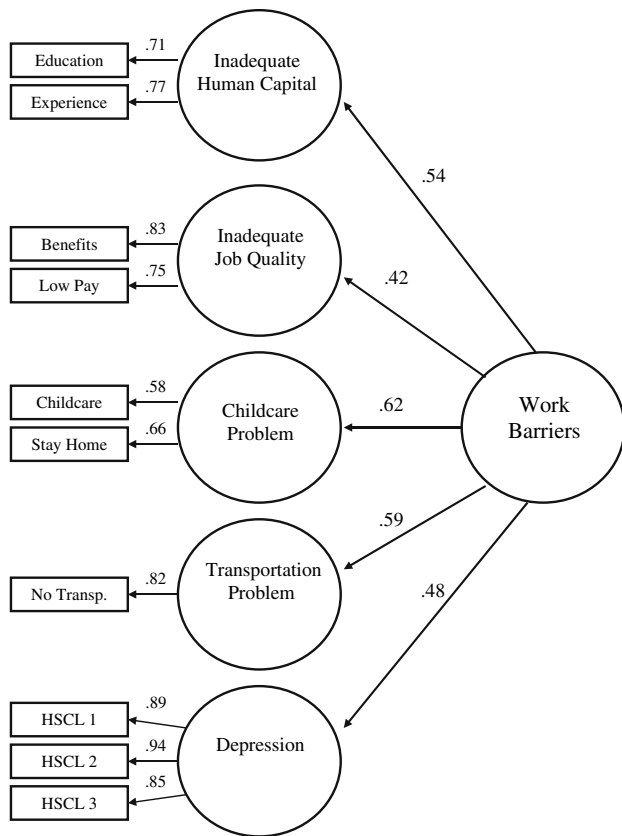 .71
Education
.77
Experience
Inadequate
Human Capital
.54
.83
Benefits
.75
Low Pay
Inadequate
Job Quality
.42
.58
Childcare
.66
Stay Home
Childcare
Problem
.62
Work
Barriers
.59
.82
No Transp.
Transportation
Problem
.48
.89
HSCL 1
.94
HSCL 2
.85
HSCL 3
Depression